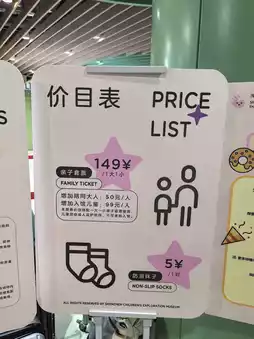 价目表
PRICE
LIST
149¥
/1大1小
亲子套票
FAMILY TICKET
增加陪同大人: 50元/人
增加入馆儿童: 99元/人
5¥
/1对
防滑袜子
NON-SLIP SOCKS
ALL RIGHTS RESERVED BY SHENZHEN CHILDREN'S EXPLORATION MUSEUM